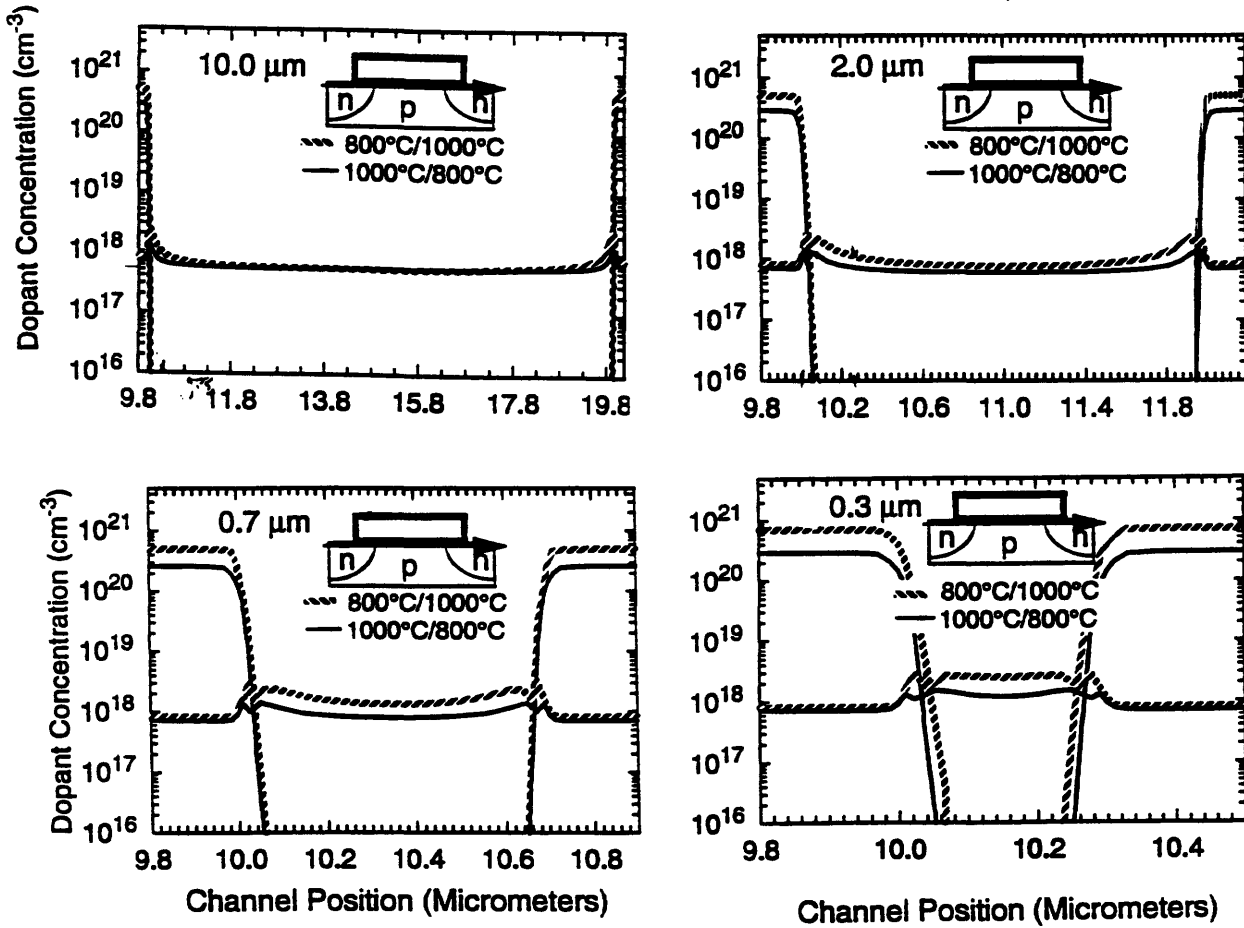 Dopant Concentration (cm-3)
10^21
10^20
10^19
10^18
10^17
10^16
10.0 μm
n p n
800°C/1000°C
1000°C/800°C
9.8 11.8 13.8 15.8 17.8 19.8
10^21
10^20
10^19
10^18
10^17
10^16
2.0 μm
n p n
800°C/1000°C
1000°C/800°C
9.8 10.2 10.6 11.0 11.4 11.8
Dopant Concentration (cm-3)
10^21
10^20
10^19
10^18
10^17
10^16
0.7 μm
n p n
800°C/1000°C
1000°C/800°C
9.8 10.0 10.2 10.4 10.6 10.8
Channel Position (Micrometers)
10^21
10^20
10^19
10^18
10^17
10^16
0.3 μm
n p n
800°C/1000°C
1000°C/800°C
9.8 10.0 10.2 10.4
Channel Position (Micrometers)